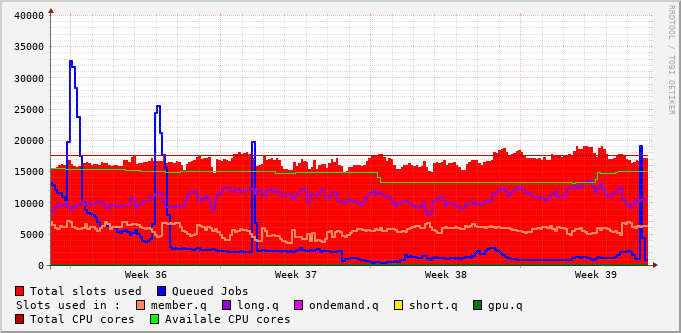 RRDTOOL / TOBI OETIKER
40000
35000
30000
25000
20000
15000
10000
5000
0
Week 36 Week 37 Week 38 Week 39
Total slots used Queued Jobs
Slots used in : member.q long.q ondemand.q short.q gpu.q
Total CPU cores Availale CPU cores